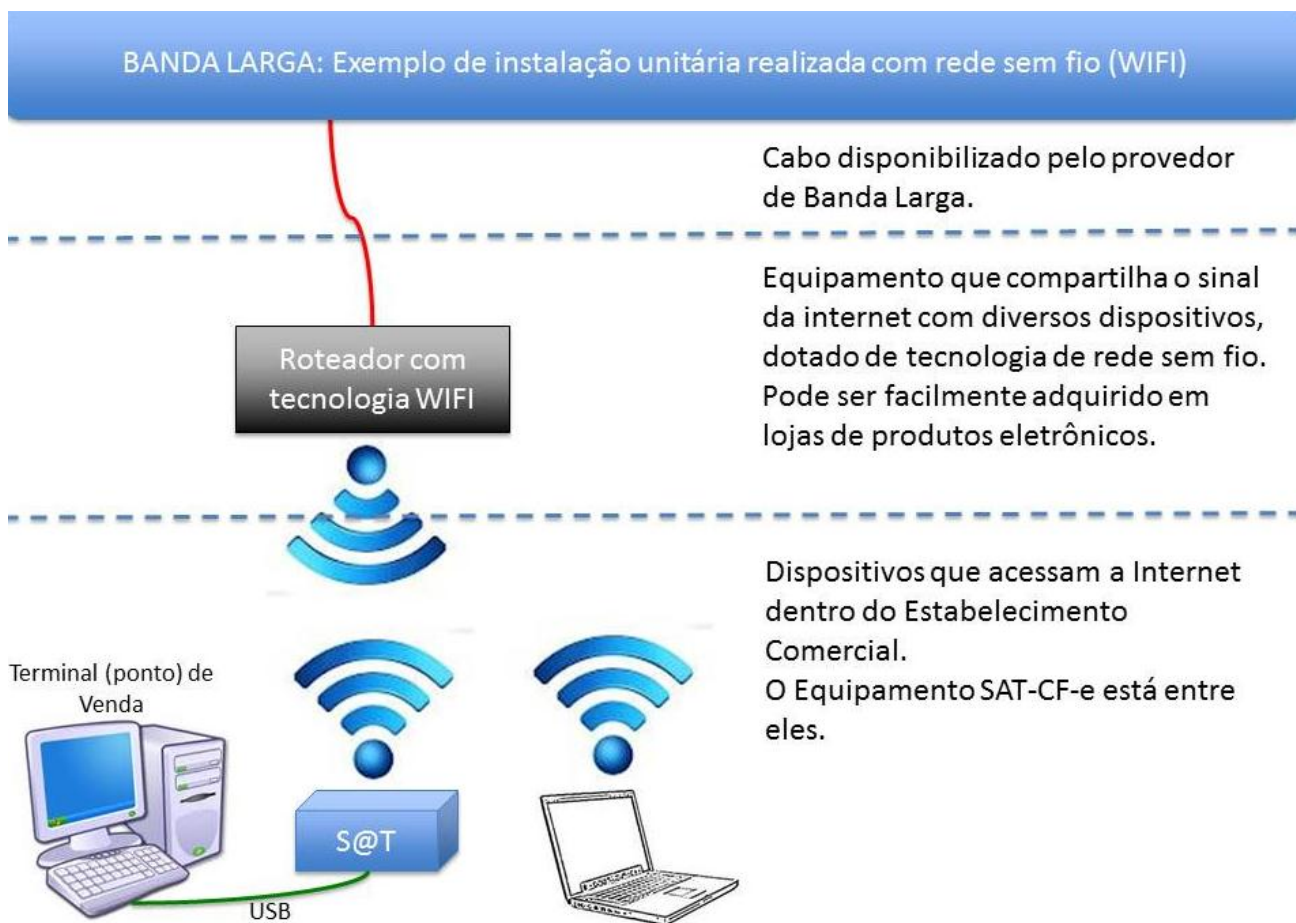 BANDA LARGA: Exemplo de instalação unitária realizada com rede sem fio (WIFI)
Cabo disponibilizado pelo provedor
de Banda Larga.
Roteador com
tecnologia WIFI
Equipamento que compartilha o sinal
da internet com diversos dispositivos,
dotado de tecnologia de rede sem fio.
Pode ser facilmente adquirido em
lojas de produtos eletrônicos.
Dispositivos que acessam a Internet
dentro do Estabelecimento
Comercial.
O Equipamento SAT-CF-e está entre
eles.
Terminal (ponto) de
Venda
S@T
USB